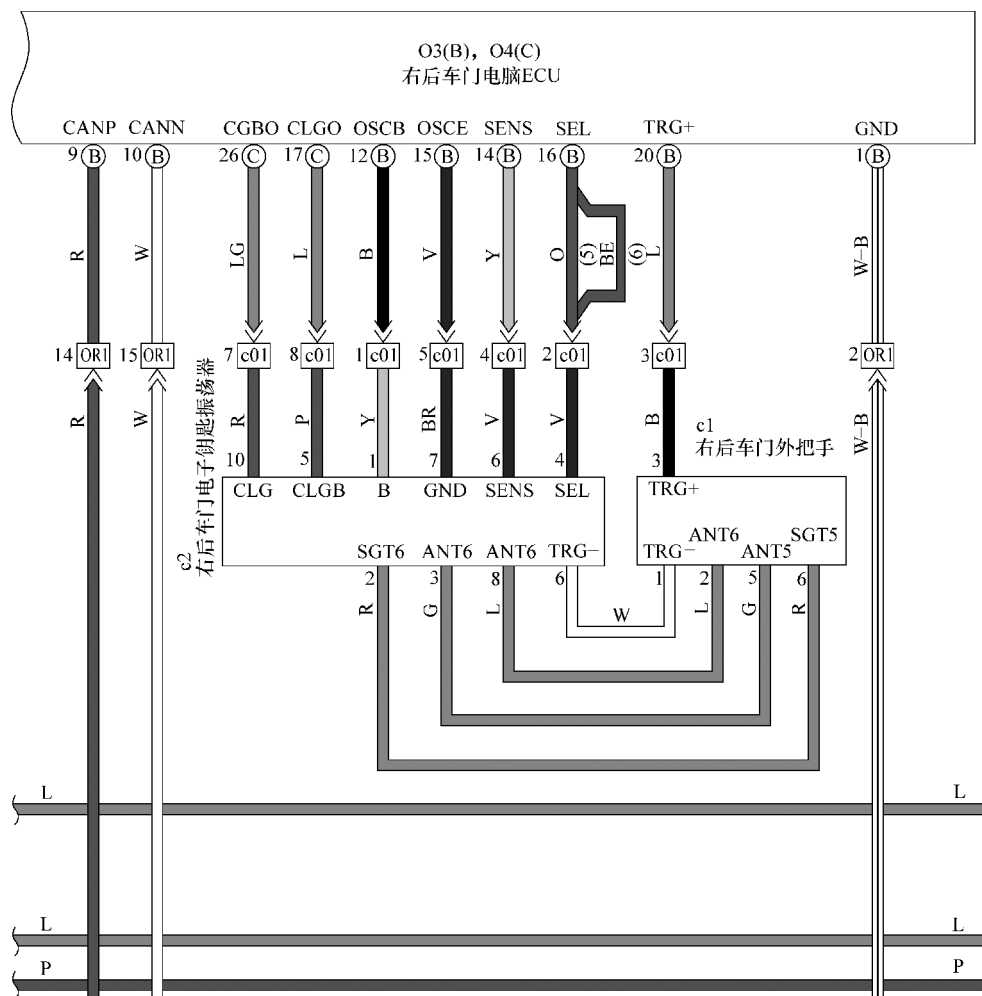 O3(B)，O4(C)
右后车门电脑ECU
CANP CANN CGBO CLGO OSCB OSCE SENS SEL TRG+ GND
9 B 10 B 26 C 17 C 12 B 15 B 14 B 16 B 20 B 1 B
R W LG L B V Y O (5) BE (6) L W-B
14 OR1 15 OR1 7 c01 8 c01 1 c01 5 c01 4 c01 2 c01 3 c01 2 OR1
R W R P Y BR V V B W-B
c1
右后车门外把手
c2
右后车门电子钥匙振荡器
10 5 1 7 6 4 3
CLG CLGB B GND SENS SEL TRG+
SGT6 ANT6 ANT6 TRG- TRG- ANT6 ANT5 SGT5
2 3 8 6 1 2 5 6
R G L W L G R
L L
L L
P P